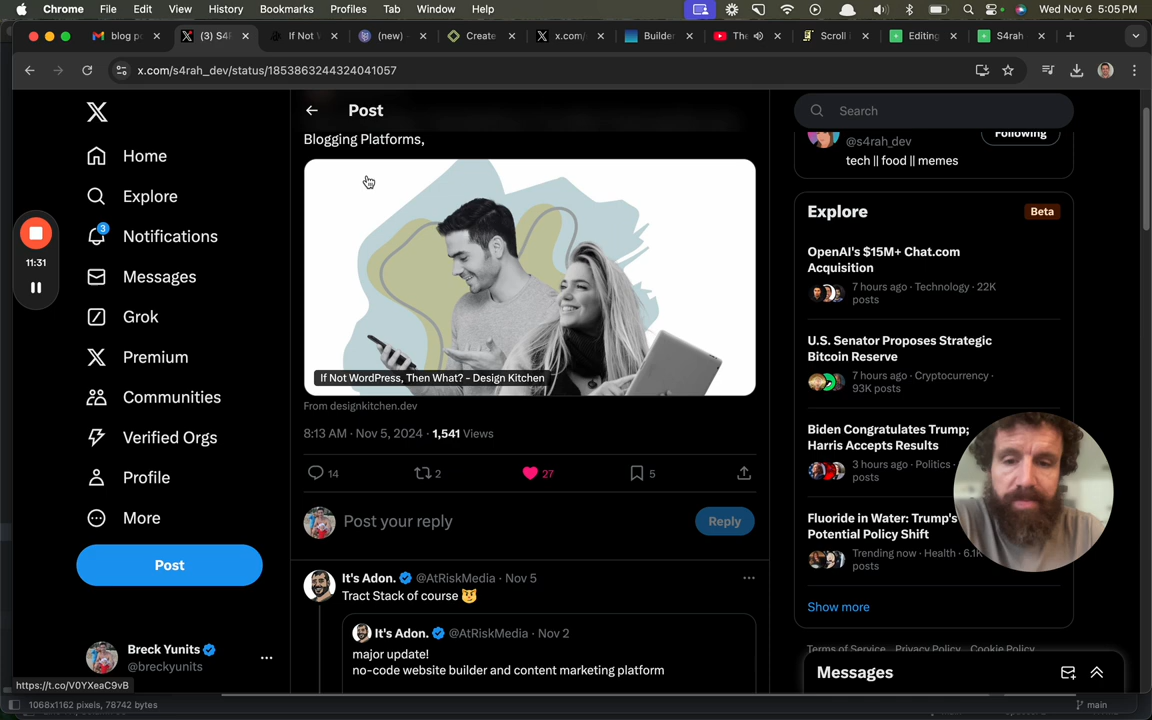 Chrome File Edit View History Bookmarks Profiles Tab Window Help
Wed Nov 6 5:05 PM
blog p
(3) S4R
If Not
(new)
Create
x.com/
Builder
The
Scroll
Editing
S4rah
x.com/s4rah_dev/status/1853863244324041057
Home
Explore
3
Notifications
Messages
Grok
Premium
Communities
Verified Orgs
Profile
More
Post
Breck Yunits
@breckyunits
11:31
Post
Blogging Platforms,
If Not WordPress, Then What? - Design Kitchen
From designkitchen.dev
8:13 AM · Nov 5, 2024 · 1,541 Views
14
2
27
5
Post your reply
Reply
It's Adon. @AtRiskMedia · Nov 5
Tract Stack of course 😼
It's Adon. @AtRiskMedia · Nov 2
major update!
no-code website builder and content marketing platform
Search
@s4rah_dev
Following
tech || food || memes
Explore
Beta
OpenAI's $15M+ Chat.com
Acquisition
7 hours ago · Technology · 22K
posts
U.S. Senator Proposes Strategic
Bitcoin Reserve
7 hours ago · Cryptocurrency ·
93K posts
Biden Congratulates Trump;
Harris Accepts Results
3 hours ago · Politics ·
posts
Fluoride in Water: Trump's
Potential Policy Shift
Trending now · Health · 6.1K
posts
Show more
Terms of Service Privacy Policy Cookie Policy
Messages
https://t.co/V0YXeaC9vB
1068x1162 pixels, 78742 bytes
main